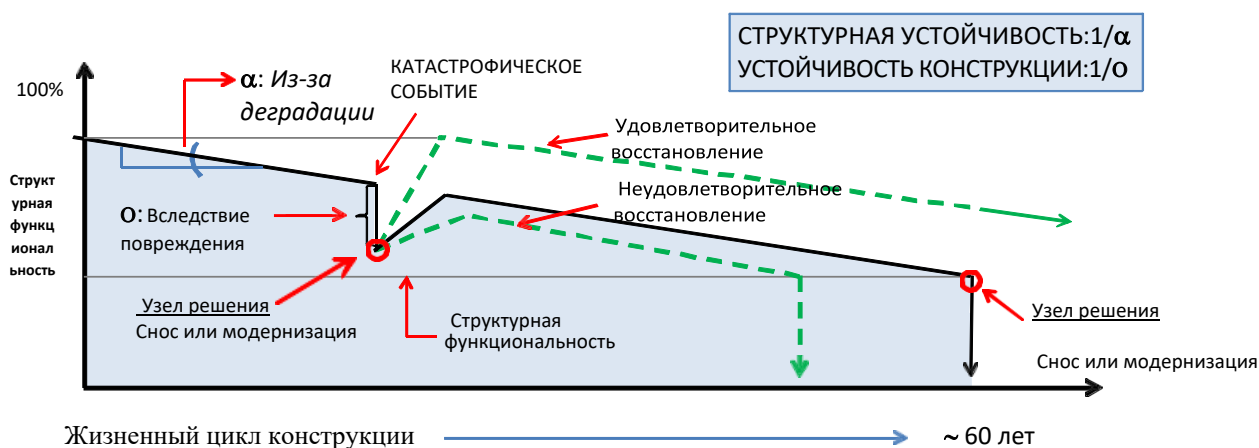 СТРУКТУРНАЯ УСТОЙЧИВОСТЬ:1/α
УСТОЙЧИВОСТЬ КОНСТРУКЦИИ:1/О
100%
α: Из-за
деградации
КАТАСТРОФИЧЕСКОЕ
СОБЫТИЕ
Удовлетворительное
восстановление
Структ
урная
функц
ионал
ьность
О: Вследствие
повреждения
Неудовлетворительное
восстановление
Узел решения
Снос или модернизация
Структурная
функциональность
Узел решения
Снос или модернизация
Жизненный цикл конструкции
~ 60 лет